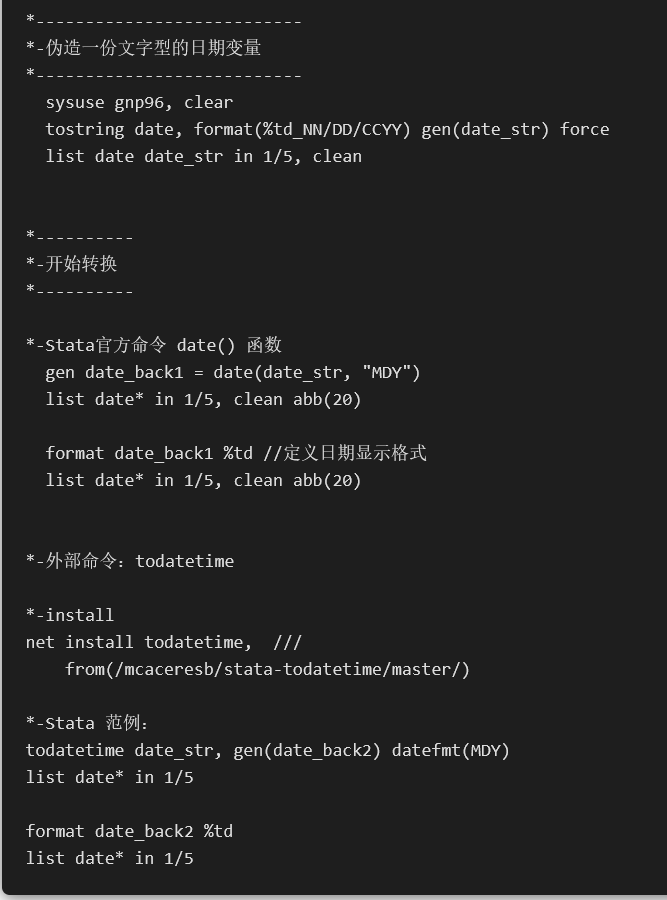 *---------------------------
*-伪造一份文字型的日期变量
*---------------------------
  sysuse gnp96, clear
  tostring date, format(%td_NN/DD/CCYY) gen(date_str) force
  list date date_str in 1/5, clean
*----------
*-开始转换
*----------
*-Stata官方命令 date() 函数
  gen date_back1 = date(date_str, "MDY")
  list date* in 1/5, clean abb(20)
  format date_back1 %td //定义日期显示格式
  list date* in 1/5, clean abb(20)
*-外部命令：todatetime
*-install
net install todatetime,  ///
    from(/mcaceresb/stata-todatetime/master/)
*-Stata 范例：
todatetime date_str, gen(date_back2) datefmt(MDY)
list date* in 1/5
format date_back2 %td
list date* in 1/5